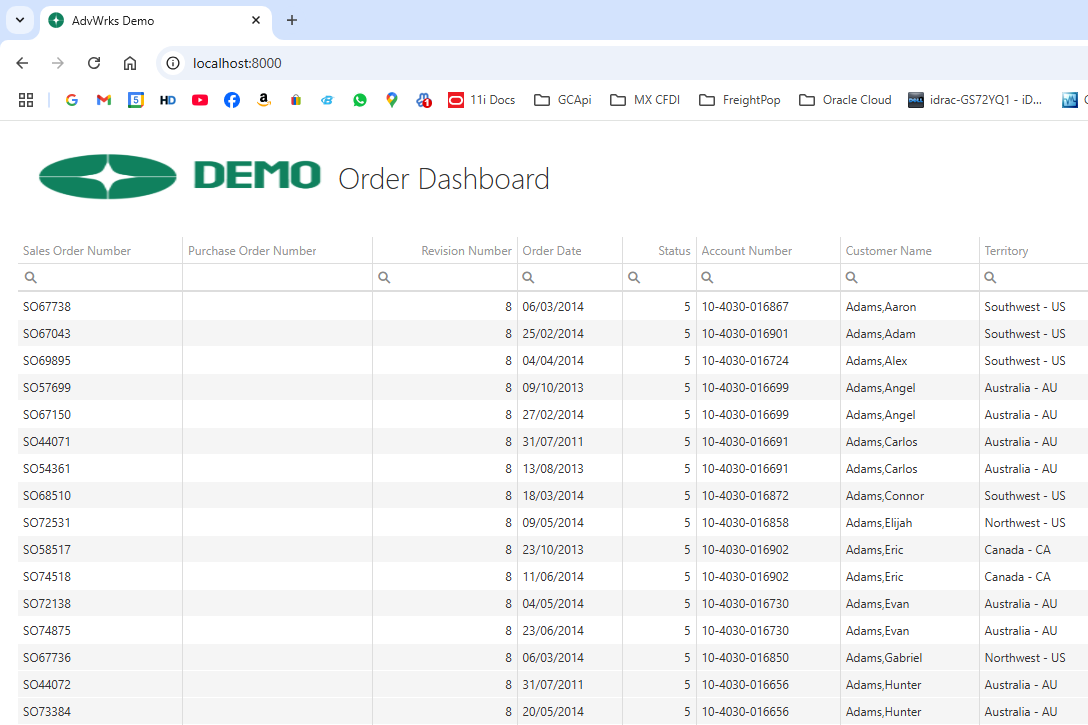 AdvWrks Demo
localhost:8000
5 HD a 1 11i Docs GCApi MX CFDI FreightPop Oracle Cloud DELL idrac-GS72YQ1 - iD...
DEMO Order Dashboard
Sales Order Number Purchase Order Number Revision Number Order Date Status Account Number Customer Name Territory
SO67738 8 06/03/2014 5 10-4030-016867 Adams,Aaron Southwest - US
SO67043 8 25/02/2014 5 10-4030-016901 Adams,Adam Southwest - US
SO69895 8 04/04/2014 5 10-4030-016724 Adams,Alex Southwest - US
SO57699 8 09/10/2013 5 10-4030-016699 Adams,Angel Australia - AU
SO67150 8 27/02/2014 5 10-4030-016699 Adams,Angel Australia - AU
SO44071 8 31/07/2011 5 10-4030-016691 Adams,Carlos Australia - AU
SO54361 8 13/08/2013 5 10-4030-016691 Adams,Carlos Australia - AU
SO68510 8 18/03/2014 5 10-4030-016872 Adams,Connor Southwest - US
SO72531 8 09/05/2014 5 10-4030-016858 Adams,Elijah Northwest - US
SO58517 8 23/10/2013 5 10-4030-016902 Adams,Eric Canada - CA
SO74518 8 11/06/2014 5 10-4030-016902 Adams,Eric Canada - CA
SO72138 8 04/05/2014 5 10-4030-016730 Adams,Evan Australia - AU
SO74875 8 23/06/2014 5 10-4030-016730 Adams,Evan Australia - AU
SO67736 8 06/03/2014 5 10-4030-016850 Adams,Gabriel Northwest - US
SO44072 8 31/07/2011 5 10-4030-016656 Adams,Hunter Australia - AU
SO73384 8 20/05/2014 5 10-4030-016656 Adams,Hunter Australia - AU